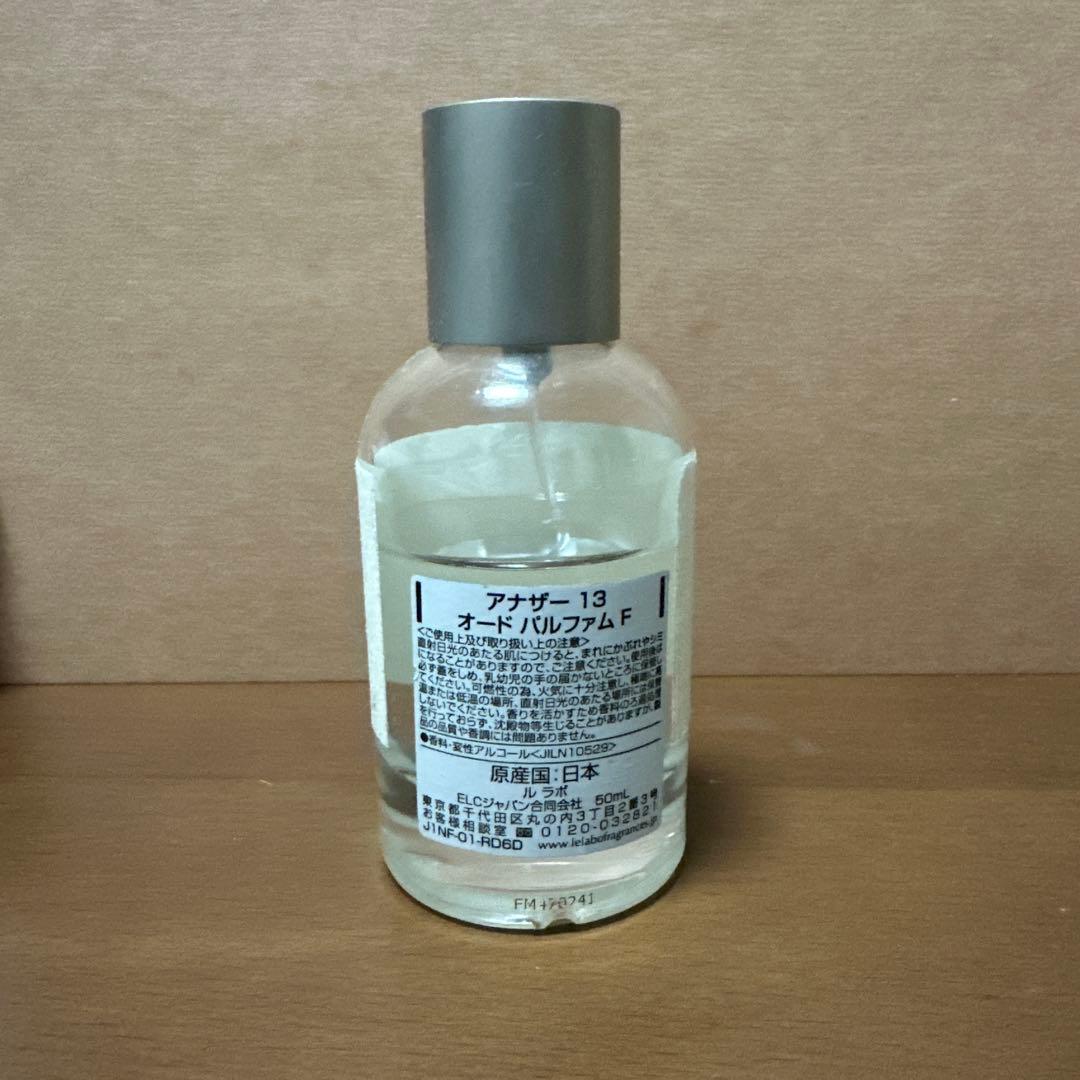 アナザー 13
オード パルファム F
<ご使用上及び取り扱い上の注意>
直射日光のあたる肌につけると、まれにかぶれやシミ
になることがありますので、ご注意ください。使用後は
必ず蓋をしめ、乳幼児の手の届かないところに保管し
てください。可燃性の為、火気に十分注意し、極端に高
温または低温の場所、直射日光のあたる場所には保管
しないでください。香りを活かすため香料のろ過処理
を行っておらず、沈殿物等生じることがありますが、製
品の品質や香調には問題ありません。
●香料・変性アルコール<JILN10529>
原産国：日本
ル ラボ
ELCジャパン合同会社 50mL
東京都千代田区丸の内3丁目2番3号
お客様相談室 0120-032821
J1NF-01-RD6D www.lelabofragrances.jp